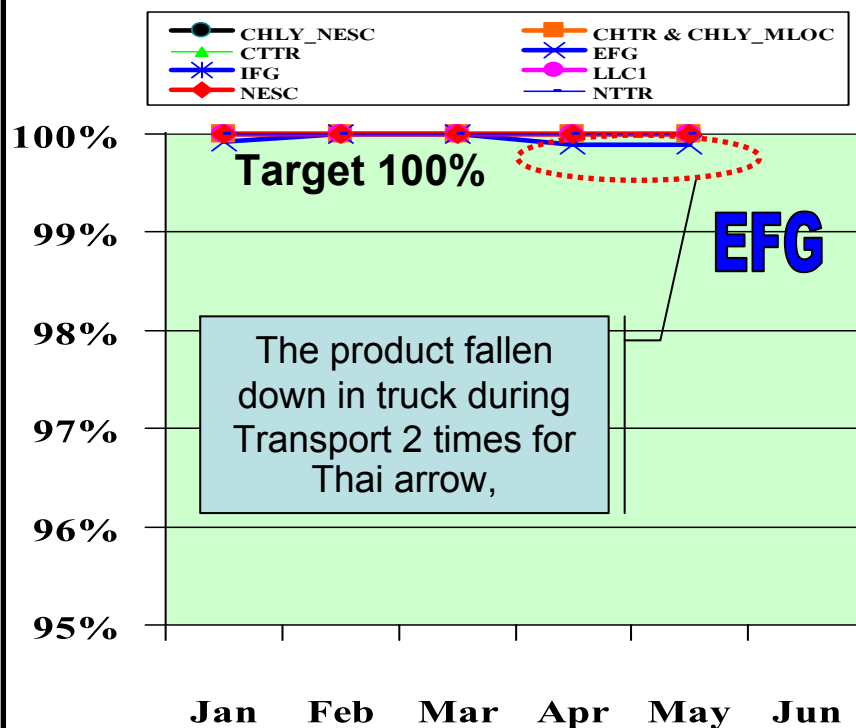 CHLY_NESC CHTR & CHLY_MLOC
CTTR EFG
IFG LLC1
NESC NTTR
100%
Target 100%
99%
EFG
98%
The product fallen
down in truck during
Transport 2 times for
Thai arrow,
97%
96%
95%
Jan Feb Mar Apr May Jun